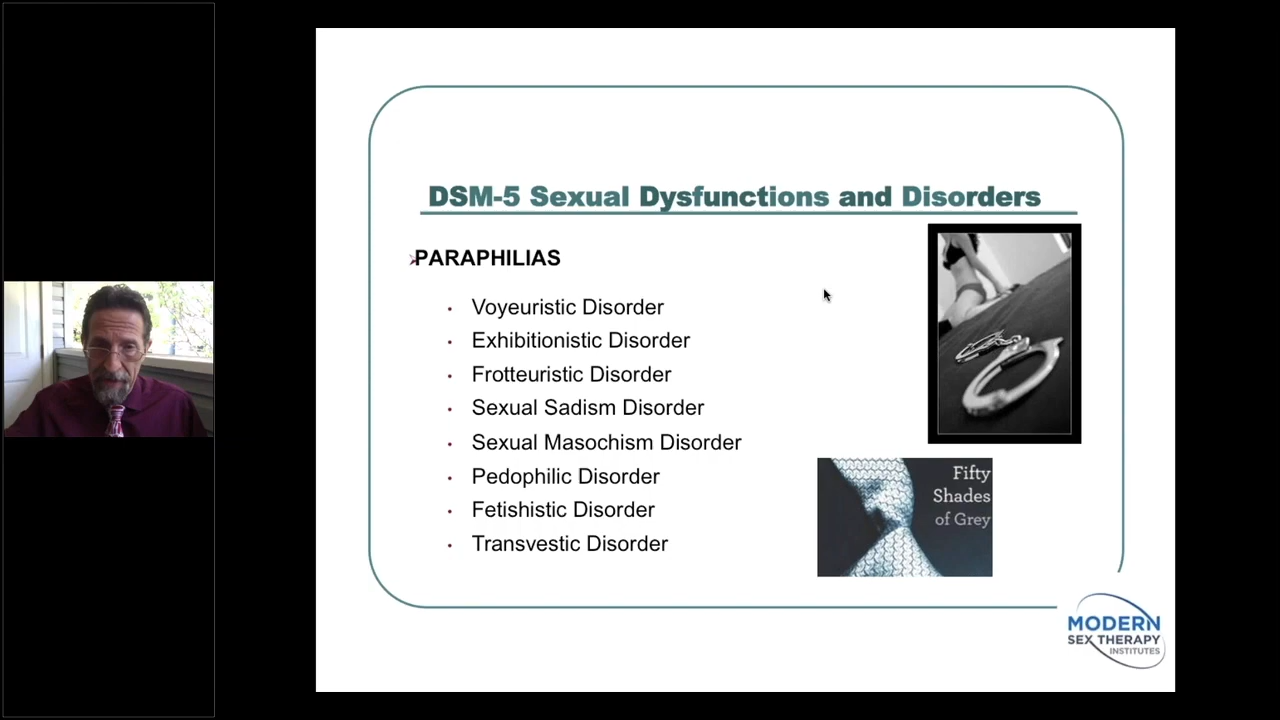 DSM-5 Sexual Dysfunctions and Disorders
PARAPHILIAS
Voyeuristic Disorder
Exhibitionistic Disorder
Frotteuristic Disorder
Sexual Sadism Disorder
Sexual Masochism Disorder
Pedophilic Disorder
Fetishistic Disorder
Transvestic Disorder
Fifty
Shades
of Grey
MODERN
SEX THERAPY
INSTITUTES